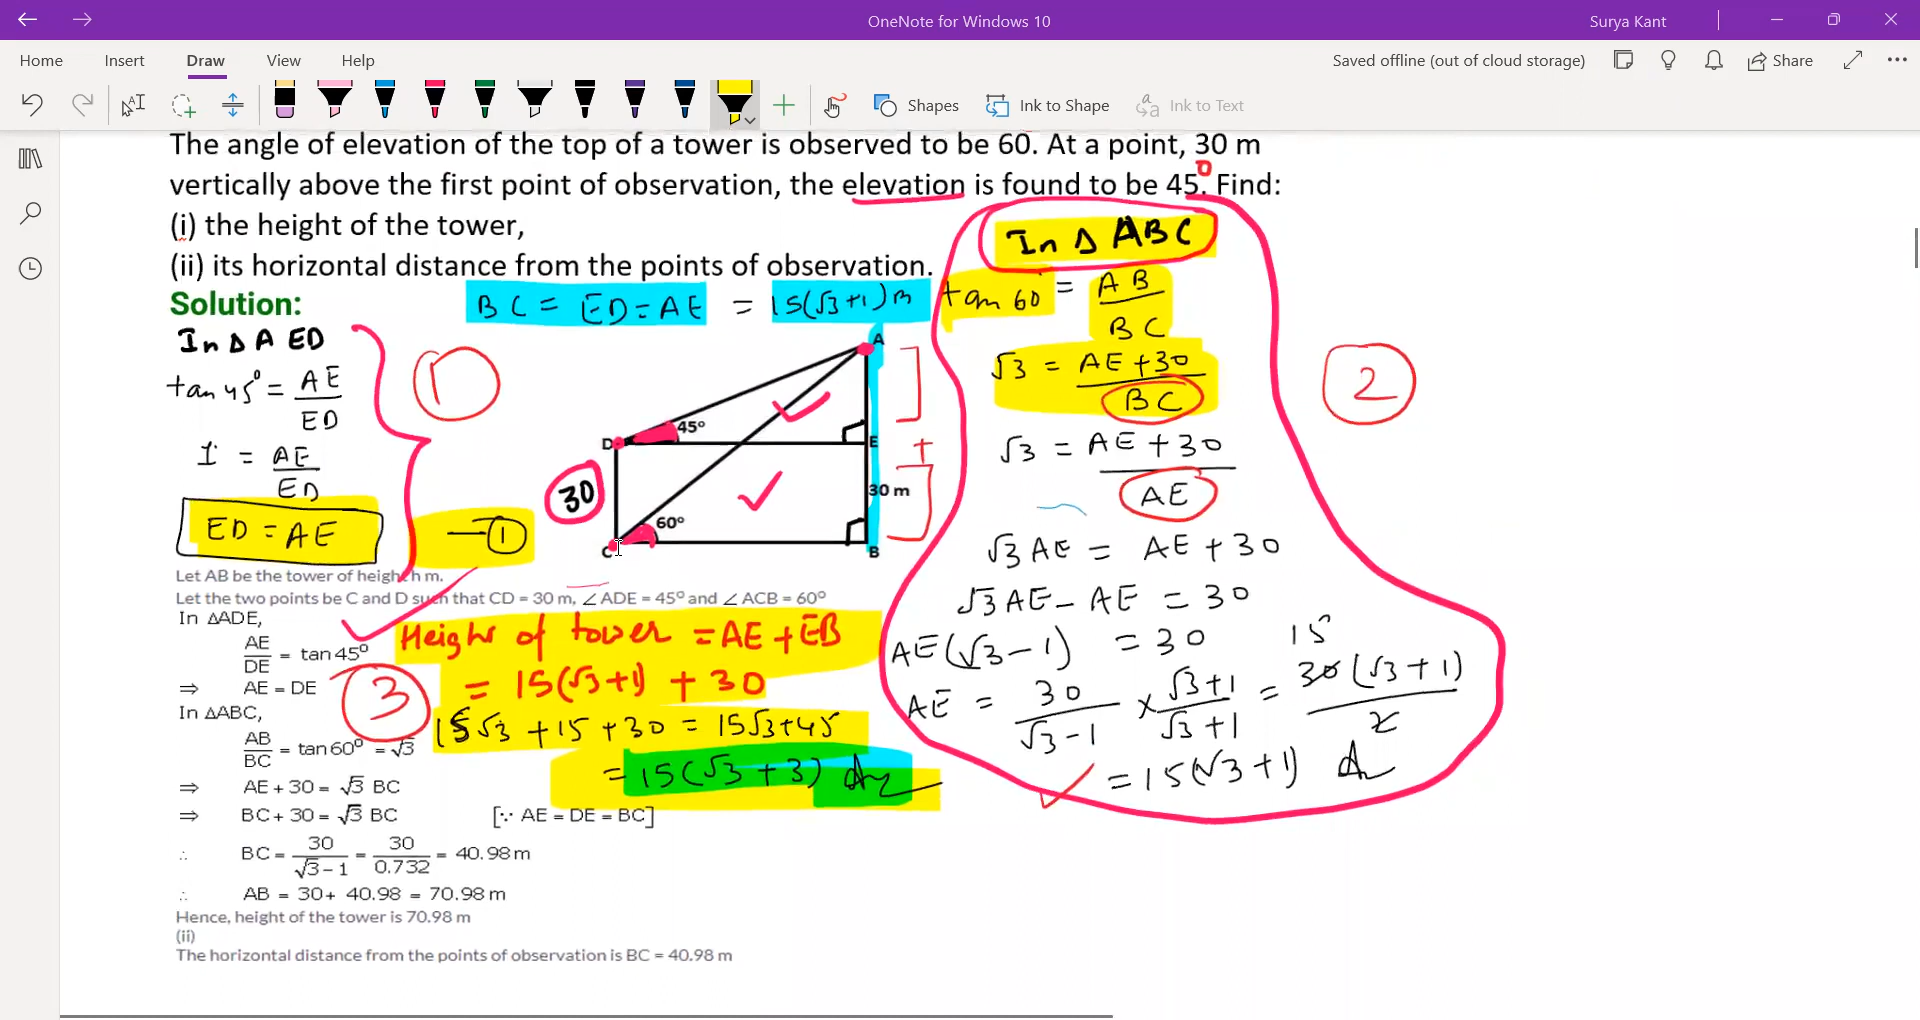 OneNote for Windows 10
Surya Kant
Home Insert Draw View Help
Saved offline (out of cloud storage)
Share
Shapes
Ink to Shape
Ink to Text
The angle of elevation of the top of a tower is observed to be 60. At a point, 30 m
vertically above the first point of observation, the elevation is found to be 45°. Find:
(i) the height of the tower,
(ii) its horizontal distance from the points of observation.
Solution:
BC = ED = AE = 15(√3+1)m
In Δ AED
tan 45° = AE/ED
1 = AE/ED
ED = AE — ①
1
A
D
45°
E
30
30 m
+
60°
C
B
In Δ ABC
tan 60 = AB/BC
√3 = AE+30/BC
√3 = AE+30/AE
√3 AE = AE+30
√3AE – AE = 30
AE(√3–1) = 30
15
AE = 30/√3–1 × √3+1/√3+1 = 30(√3+1)/2
= 15(√3+1)
2
Let AB be the tower of height h m.
Let the two points be C and D such that CD = 30 m, ∠ADE = 45° and ∠ACB = 60°
In ΔADE,
AE/DE = tan 45°
⇒ AE = DE
In ΔABC,
AB/BC = tan 60° = √3
⇒ AE + 30 = √3 BC
⇒ BC + 30 = √3 BC [∵ AE = DE = BC]
∴ BC = 30/√3–1 = 30/0.732 = 40.98 m
∴ AB = 30 + 40.98 = 70.98 m
Hence, height of the tower is 70.98 m
(ii)
The horizontal distance from the points of observation is BC = 40.98 m
3
Height of tower = AE + EB
= 15(√3+1) + 30
15√3 + 15 + 30 = 15√3+45
= 15(√3+3)